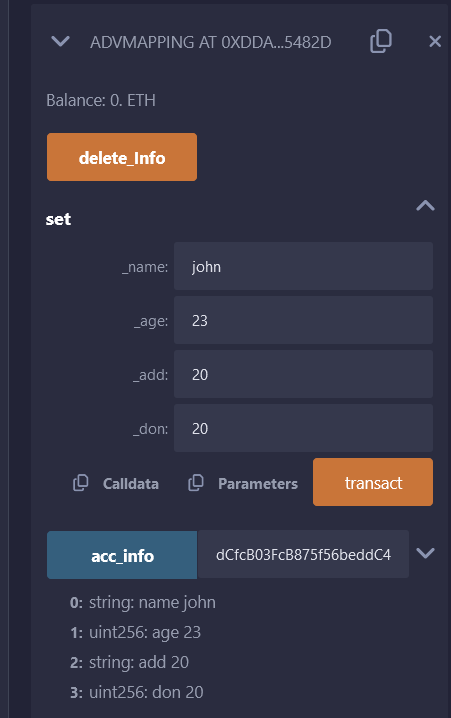 ADVMAPPING AT 0XDDA...5482D
Balance: 0. ETH
delete_Info
set
_name: john
_age: 23
_add: 20
_don: 20
Calldata Parameters transact
acc_info dCfcB03FcB875f56beddC4
0: string: name john
1: uint256: age 23
2: string: add 20
3: uint256: don 20